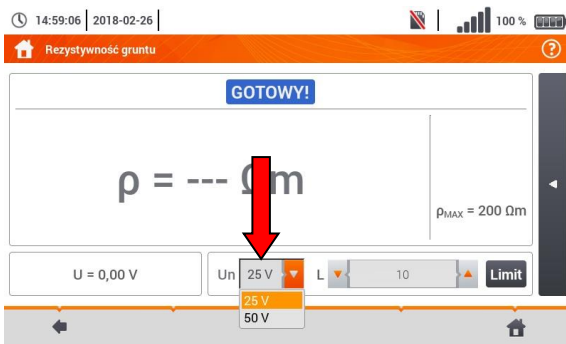 14:59:06 2018-02-26 100 %
Rezystywność gruntu ?
GOTOWY!
ρ = --- Ωm
ρMAX = 200 Ωm
U = 0,00 V Un 25 V L 10 Limit
25 V
50 V